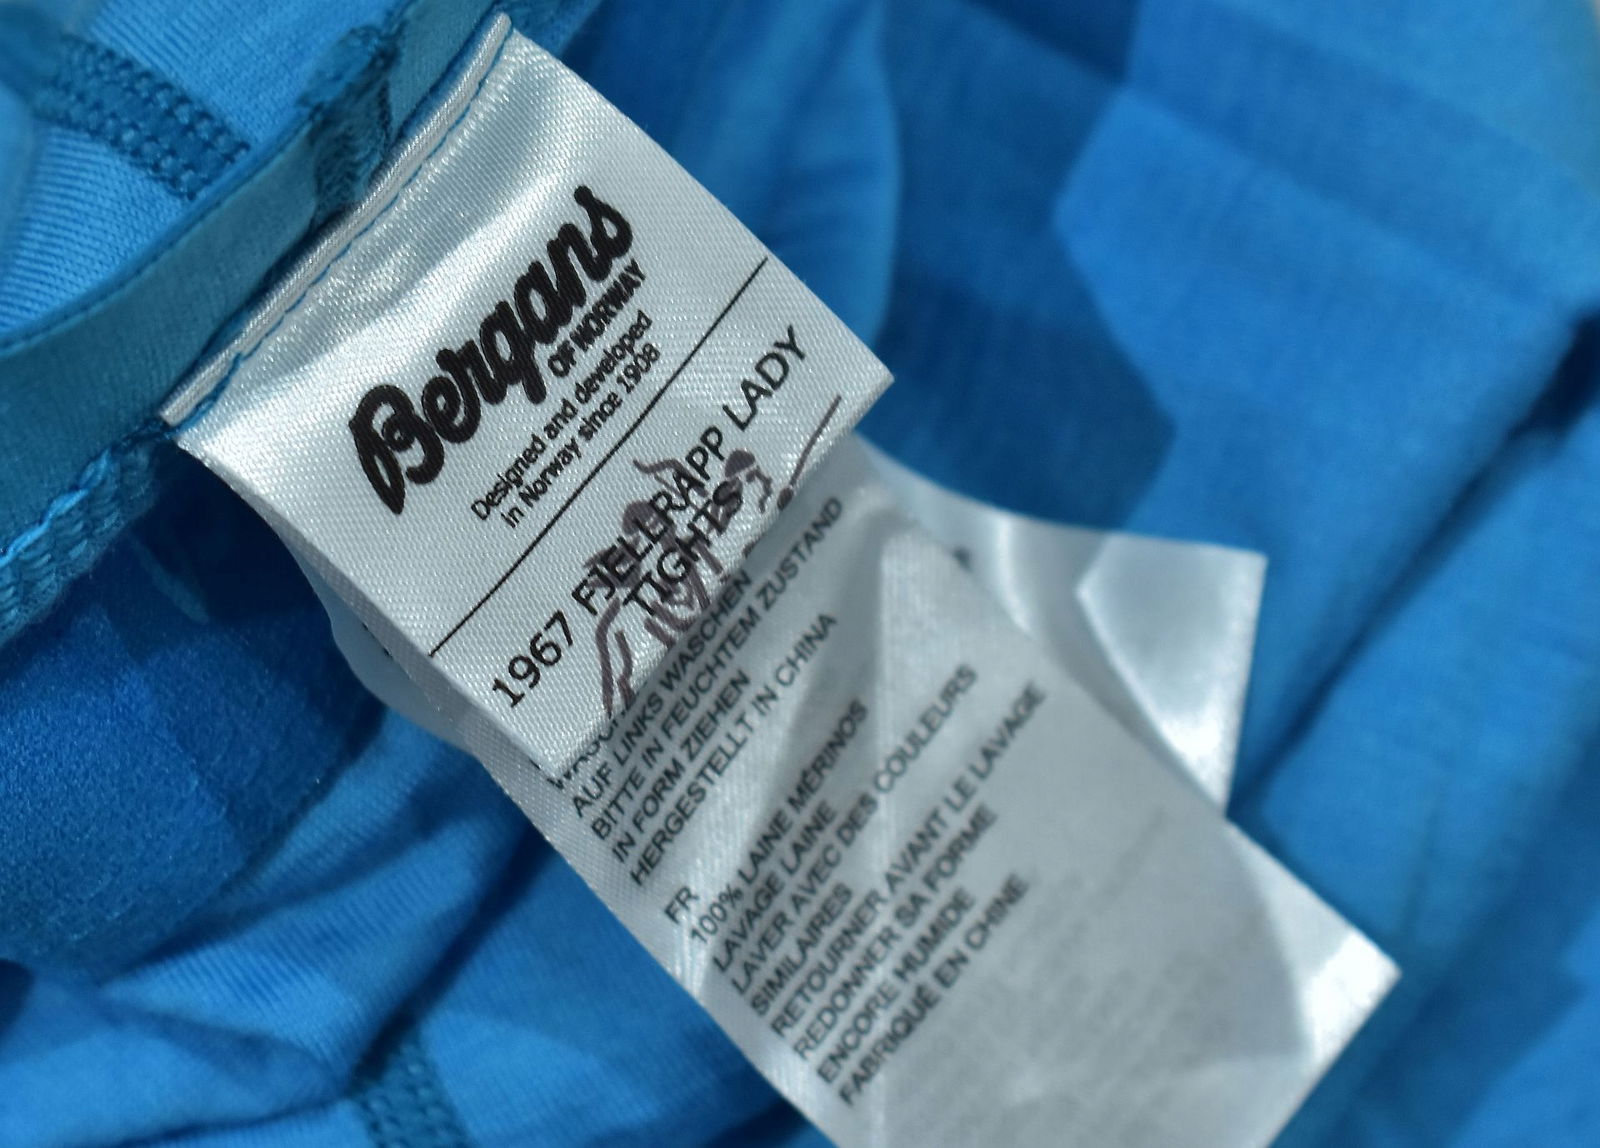 Bergans
OF NORWAY
Designed and developed
in Norway since 1908
1967 FJELLRAPP LADY
TIGHTS
AUF LINKS WASCHEN
BITTE IN FEUCHTEM ZUSTAND
IN FORM ZIEHEN
HERGESTELLT IN CHINA
FR
100% LAINE MÉRINOS
LAVAGE LAINE
LAVER AVEC DES COULEURS
SIMILAIRES
RETOURNER AVANT LE LAVAGE
REDONNER SA FORME
ENCORE HUMIDE
FABRIQUÉ EN CHINE